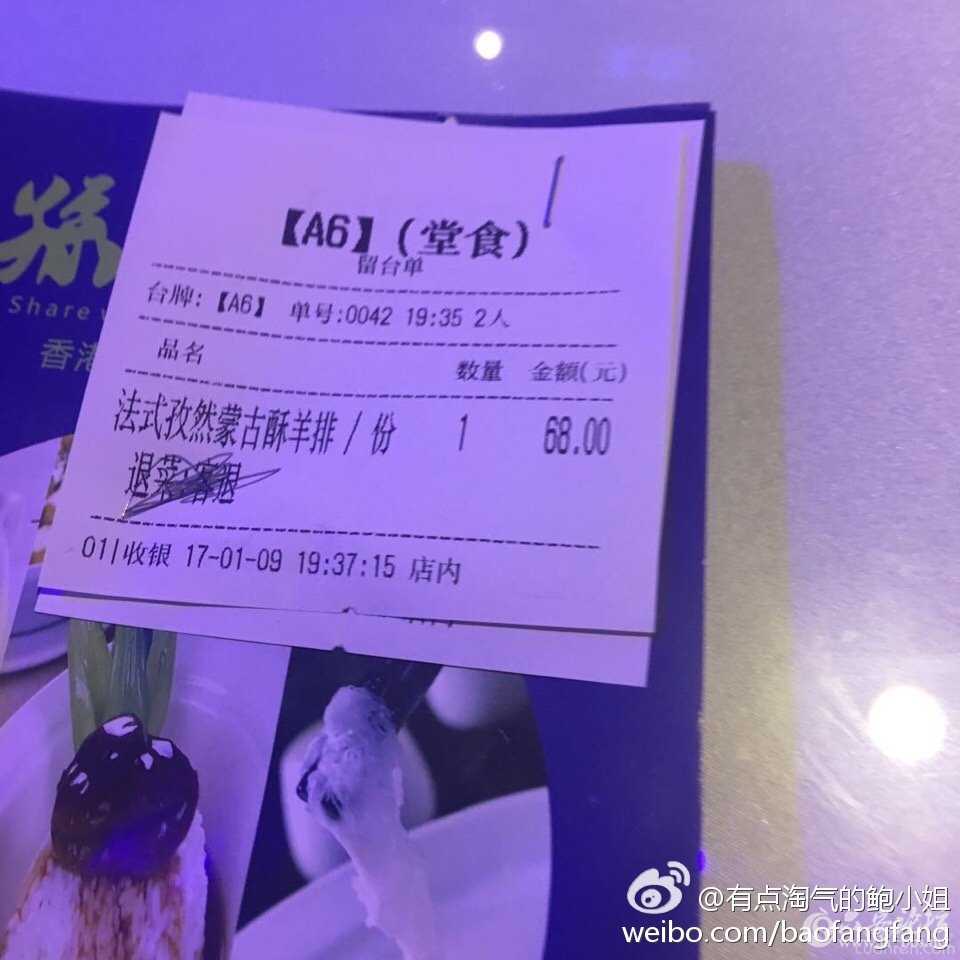 【A6】(堂食)
留台单
台牌:【A6】 单号:0042 19:35 2人
品名 数量 金额(元)
法式孜然蒙古酥羊排/份 1 68.00
退菜:客退
01|收银 17-01-09 19:37:15 店内
Share
香港
@有点淘气的鲍小姐
weibo.com/baofangfang